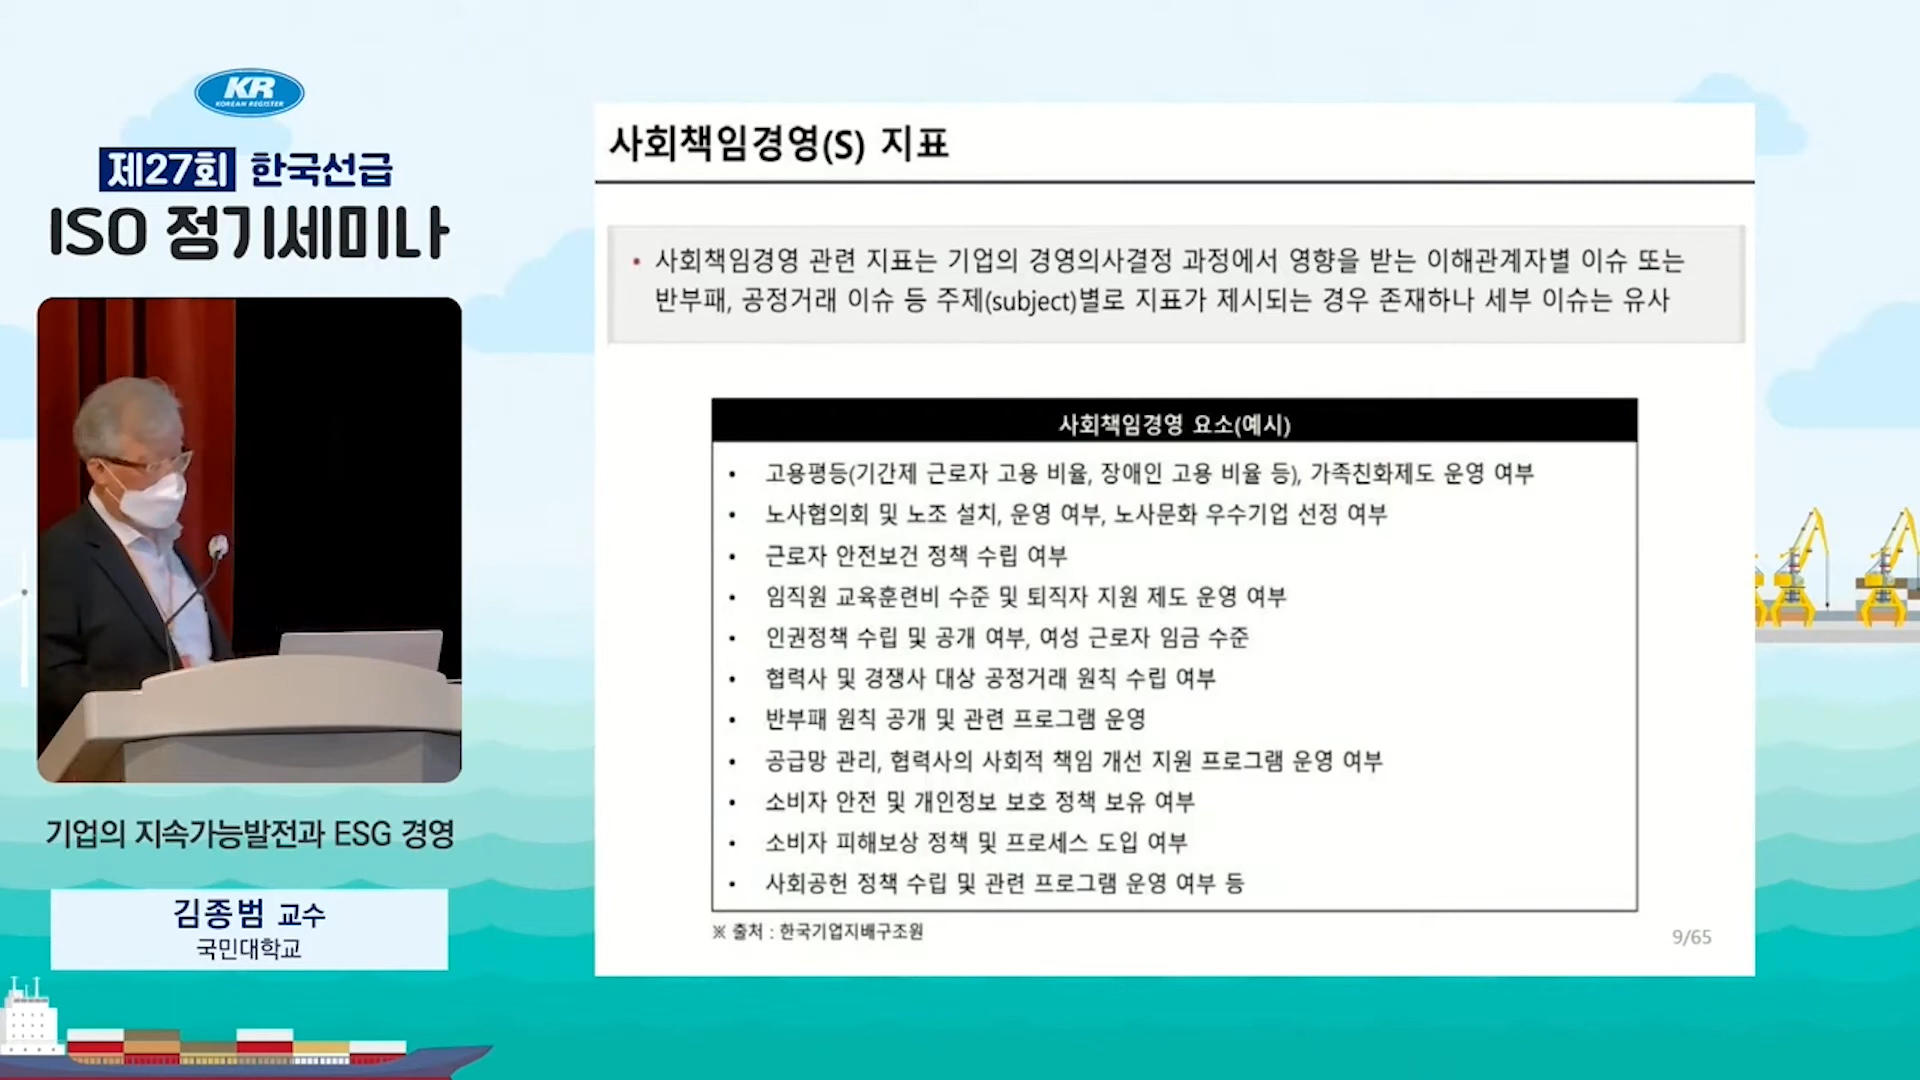 KR
KOREAN REGISTER
제27회 한국선급
ISO 정기세미나
기업의 지속가능발전과 ESG 경영
김종범 교수
국민대학교
사회책임경영(S) 지표
• 사회책임경영 관련 지표는 기업의 경영의사결정 과정에서 영향을 받는 이해관계자별 이슈 또는
반부패, 공정거래 이슈 등 주제(subject)별로 지표가 제시되는 경우 존재하나 세부 이슈는 유사
사회책임경영 요소(예시)
• 고용평등(기간제 근로자 고용 비율, 장애인 고용 비율 등), 가족친화제도 운영 여부
• 노사협의회 및 노조 설치, 운영 여부, 노사문화 우수기업 선정 여부
• 근로자 안전보건 정책 수립 여부
• 임직원 교육훈련비 수준 및 퇴직자 지원 제도 운영 여부
• 인권정책 수립 및 공개 여부, 여성 근로자 임금 수준
• 협력사 및 경쟁사 대상 공정거래 원칙 수립 여부
• 반부패 원칙 공개 및 관련 프로그램 운영
• 공급망 관리, 협력사의 사회적 책임 개선 지원 프로그램 운영 여부
• 소비자 안전 및 개인정보 보호 정책 보유 여부
• 소비자 피해보상 정책 및 프로세스 도입 여부
• 사회공헌 정책 수립 및 관련 프로그램 운영 여부 등
※ 출처 : 한국기업지배구조원
9/65